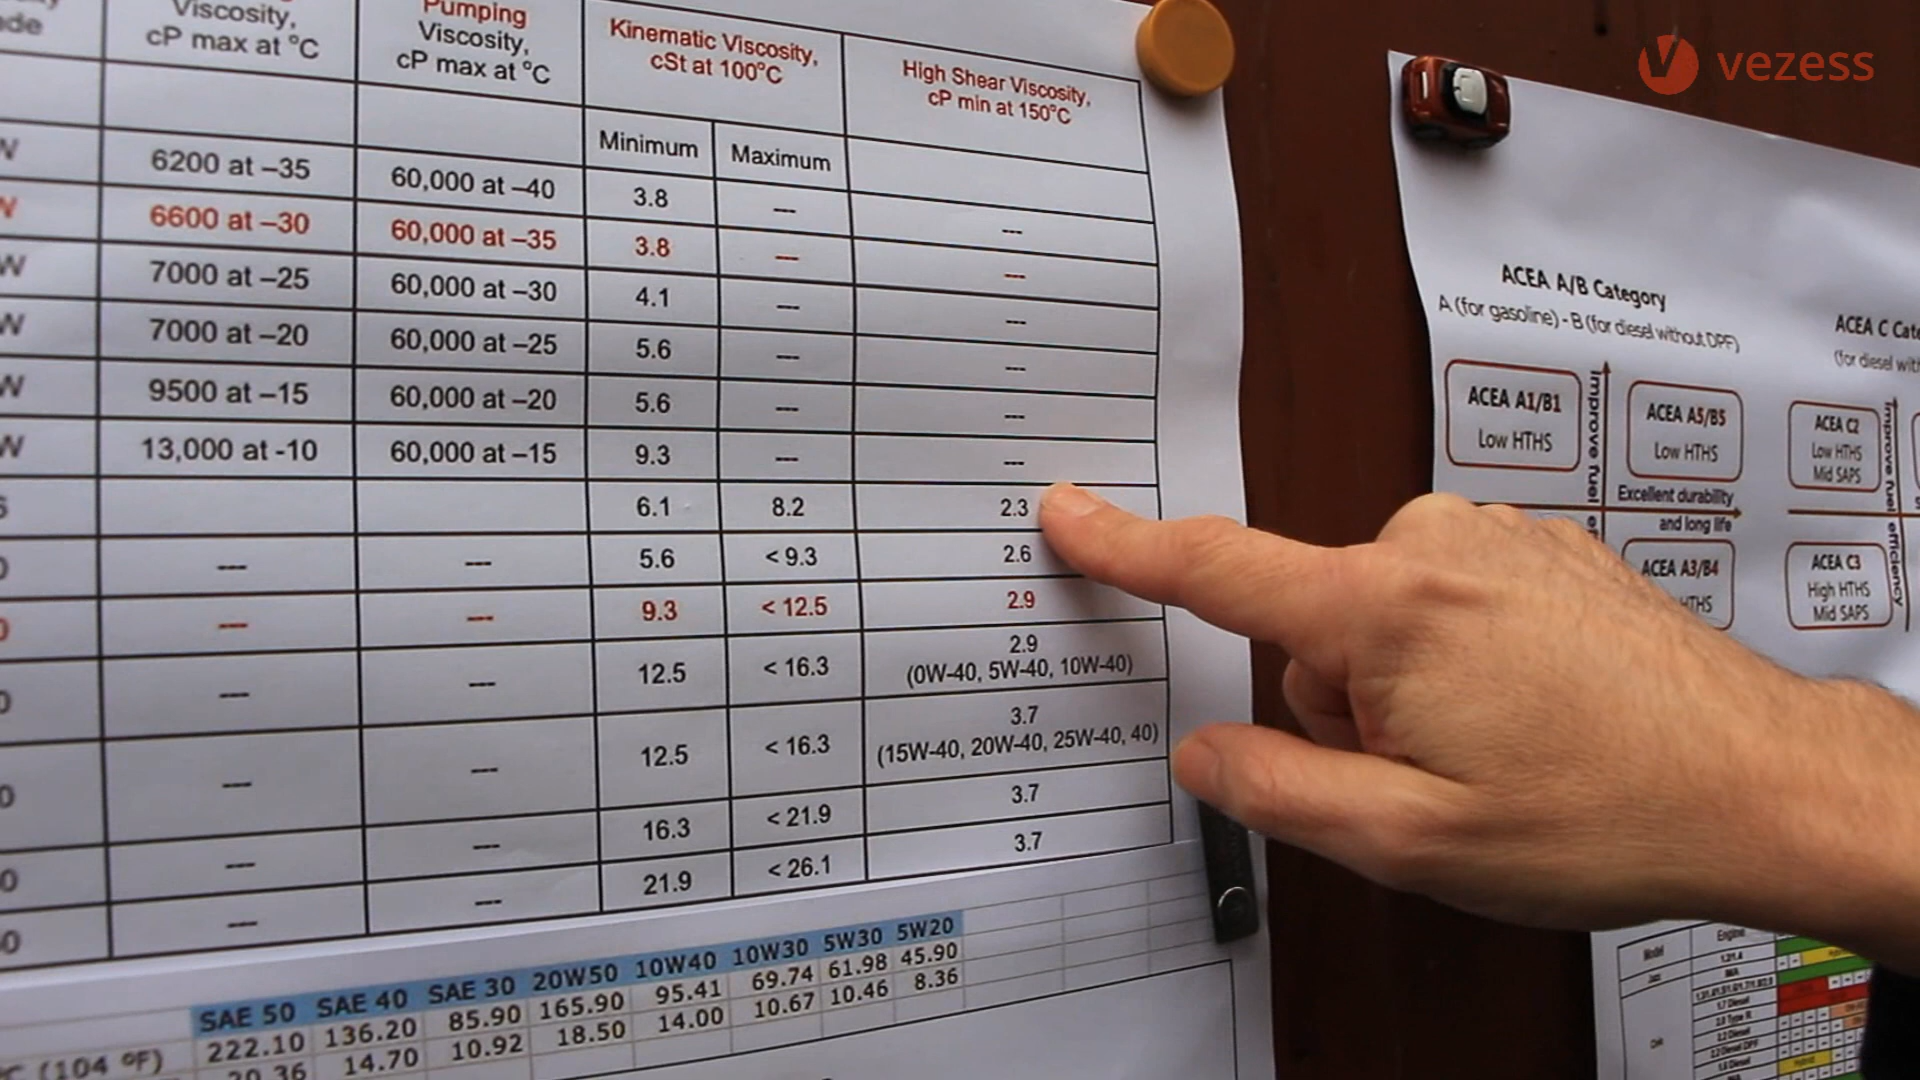 vezess
Viscosity,
cP max at °C
Pumping
Viscosity,
cP max at °C
Kinematic Viscosity,
cSt at 100°C
High Shear Viscosity,
cP min at 150°C
Minimum
Maximum
W 6200 at –35 60,000 at –40 3.8 --- ---
W 6600 at –30 60,000 at –35 3.8 --- ---
W 7000 at –25 60,000 at –30 4.1 --- ---
W 7000 at –20 60,000 at –25 5.6 --- ---
W 9500 at –15 60,000 at –20 5.6 --- ---
W 13,000 at -10 60,000 at –15 9.3 --- ---
6.1 8.2 2.3
--- --- 5.6 < 9.3 2.6
--- --- 9.3 < 12.5 2.9
--- --- 12.5 < 16.3 2.9
(0W-40, 5W-40, 10W-40)
--- --- 12.5 < 16.3 3.7
(15W-40, 20W-40, 25W-40, 40)
--- --- 16.3 < 21.9 3.7
--- --- 21.9 < 26.1 3.7
SAE 50 SAE 40 SAE 30 20W50 10W40 10W30 5W30 5W20
°C (104 °F) 222.10 136.20 85.90 165.90 95.41 69.74 61.98 45.90
20.36 14.70 10.92 18.50 14.00 10.67 10.46 8.36
ACEA A/B Category
A (for gasoline) - B (for diesel without DPF)
ACEA A1/B1
Low HTHS
Improve fuel
ACEA A5/B5
Low HTHS
Excellent durability
and long life
ACEA A3/B4
HTHS
ACEA C
(for diesel
ACEA C2
Low HTHS
Mid SAPS
Improve fuel efficiency
ACEA C3
High HTHS
Mid SAPS
Model
Engine
Jazz